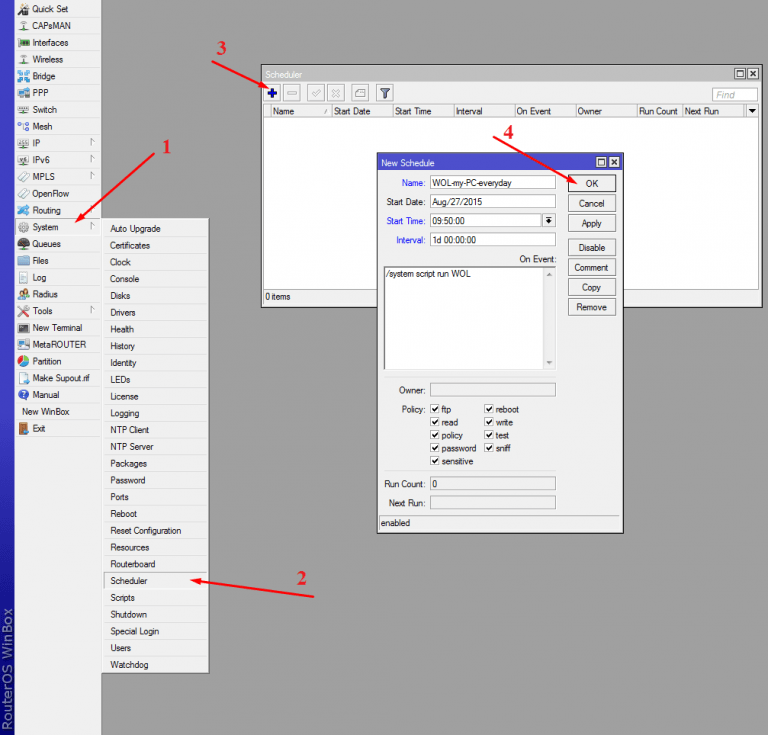 Quick Set
CAPsMAN
Interfaces
Wireless
Bridge
PPP
Switch
Mesh
IP
IPv6
MPLS
OpenFlow
Routing
System
Queues
Files
Log
Radius
Tools
New Terminal
MetaROUTER
Partition
Make Supout.rif
Manual
New WinBox
Exit
RouterOS WinBox
1
Auto Upgrade
Certificates
Clock
Console
Disks
Drivers
Health
History
Identity
LEDs
License
Logging
NTP Client
NTP Server
Packages
Password
Ports
Reboot
Reset Configuration
Resources
Routerboard
Scheduler
Scripts
Shutdown
Special Login
Users
Watchdog
2
3
Scheduler
Find
Name Start Date Start Time Interval On Event Owner Run Count Next Run
0 items
4
New Schedule
Name: WOL-my-PC-everyday
Start Date: Aug/27/2015
Start Time: 09:50:00
Interval: 1d 00:00:00
On Event:
/system script run WOL
OK
Cancel
Apply
Disable
Comment
Copy
Remove
Owner:
Policy: ftp reboot
read write
policy test
password sniff
sensitive
Run Count: 0
Next Run:
enabled